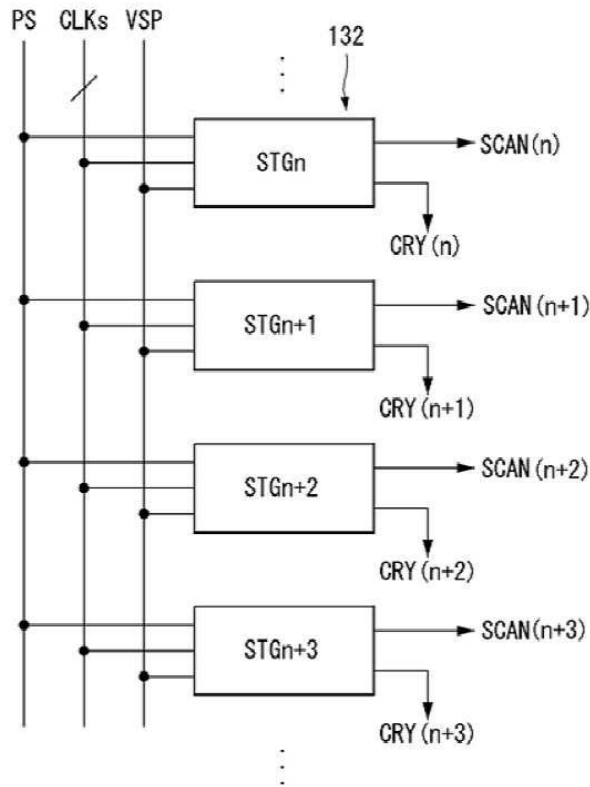 PS CLKs VSP
132
STGn
SCAN(n)
CRY(n)
STGn+1
SCAN(n+1)
CRY(n+1)
STGn+2
SCAN(n+2)
CRY(n+2)
STGn+3
SCAN(n+3)
CRY(n+3)